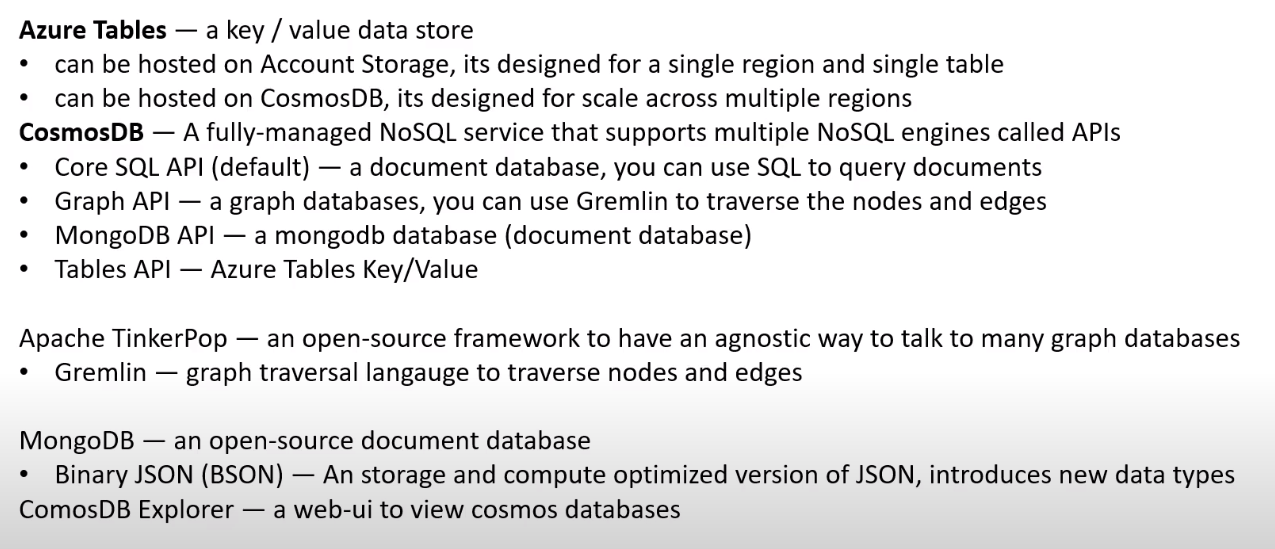 Azure Tables — a key / value data store
• can be hosted on Account Storage, its designed for a single region and single table
• can be hosted on CosmosDB, its designed for scale across multiple regions
CosmosDB — A fully-managed NoSQL service that supports multiple NoSQL engines called APIs
• Core SQL API (default) — a document database, you can use SQL to query documents
• Graph API — a graph databases, you can use Gremlin to traverse the nodes and edges
• MongoDB API — a mongodb database (document database)
• Tables API — Azure Tables Key/Value
Apache TinkerPop — an open-source framework to have an agnostic way to talk to many graph databases
• Gremlin — graph traversal langauge to traverse nodes and edges
MongoDB — an open-source document database
• Binary JSON (BSON) — An storage and compute optimized version of JSON, introduces new data types
ComosDB Explorer — a web-ui to view cosmos databases